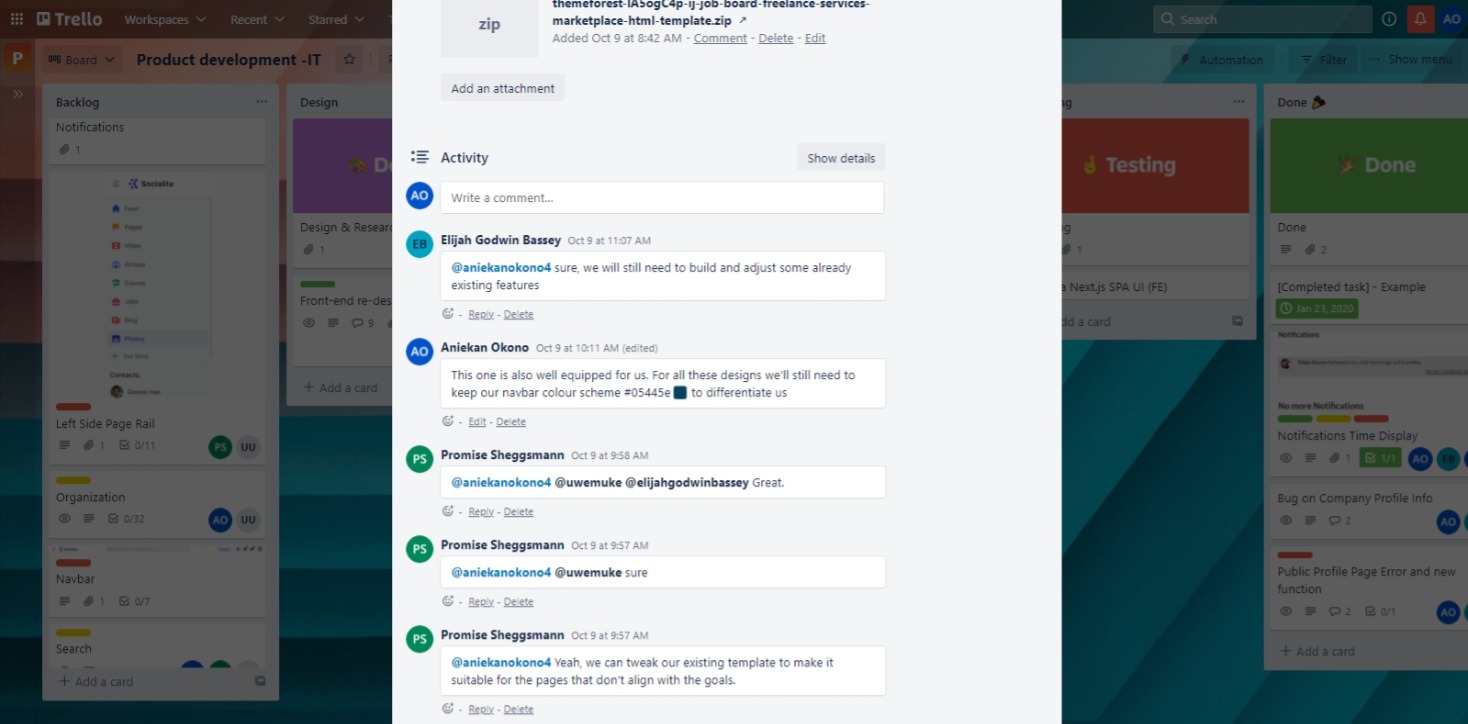 Trello
Workspaces
Recent
Starred
Search
AO
P
Board
Product development -IT
Automation
Filter
Show menu
zip
themeforest-IA5ogC4p-ij-job-board-freelance-services-
marketplace-html-template.zip ↗
Added Oct 9 at 8:42 AM - Comment - Delete - Edit
Add an attachment
Activity
Show details
AO
Write a comment...
EB
Elijah Godwin Bassey Oct 9 at 11:07 AM
@aniekanokono4 sure, we will still need to build and adjust some already
existing features
- Reply - Delete
AO
Aniekan Okono Oct 9 at 10:11 AM (edited)
This one is also well equipped for us. For all these designs we'll still need to
keep our navbar colour scheme #05445e to differentiate us
- Edit - Delete
PS
Promise Sheggsmann Oct 9 at 9:58 AM
@aniekanokono4 @uwemuke @elijahgodwinbassey Great.
- Reply - Delete
PS
Promise Sheggsmann Oct 9 at 9:57 AM
@aniekanokono4 @uwemuke sure
- Reply - Delete
PS
Promise Sheggsmann Oct 9 at 9:57 AM
@aniekanokono4 Yeah, we can tweak our existing template to make it
suitable for the pages that don't align with the goals.
- Reply - Delete
Backlog
Notifications
1
Socialite
Feed
Pages
Video
Groups
Course
Jobs
Blog
Photos
See More
Contacts
Dennis Han
Left Side Page Rail
1 0/11
PS UU
Organization
0/32
AO UU
Navbar
1 0/7
Search
+ Add a card
Design
De
Design & Researc
1
Front-end re-des
9
+ Add a card
ng
Testing
ng
1
a Next.js SPA UI (FE)
dd a card
Done
Done
Done
2
[Completed task] - Example
Jan 23, 2020
Notifications
No more Notifications
Notifications Time Display
1 1/1 AO EB
Bug on Company Profile Info
2
AO
Public Profile Page Error and new
function
2 0/1
AO
+ Add a card